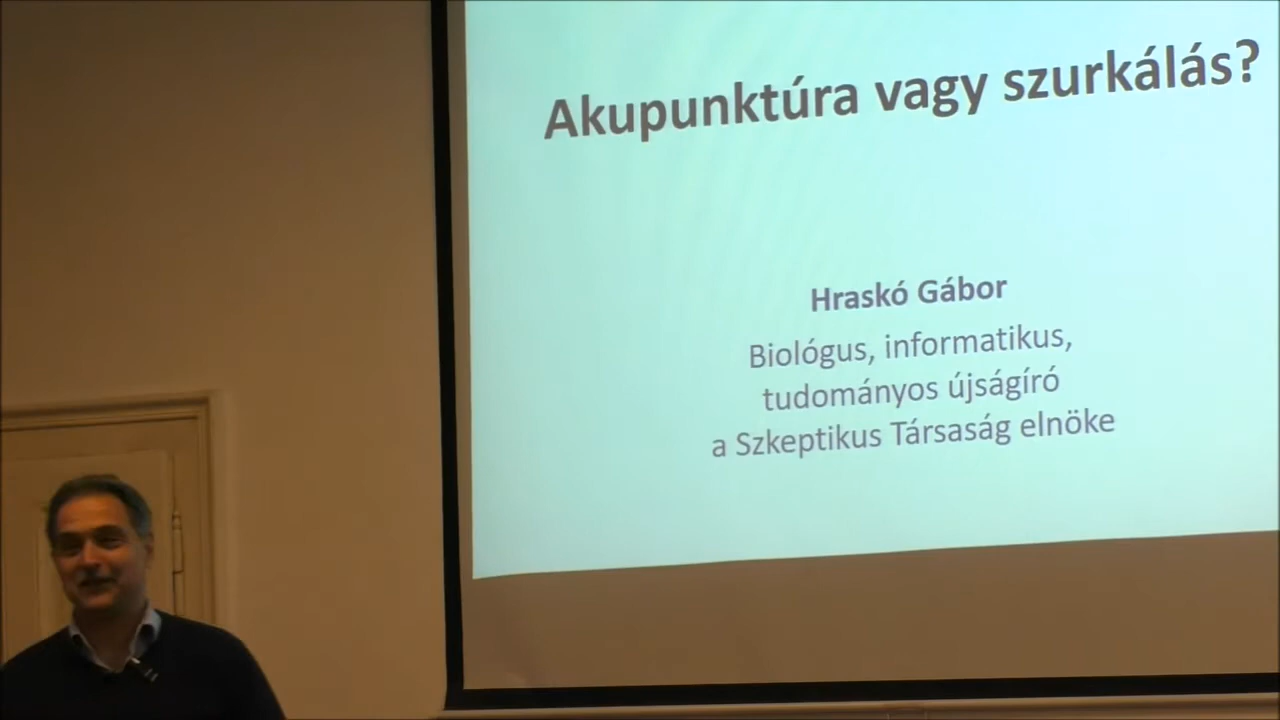 Akupunktúra vagy szurkálás?
Hraskó Gábor
Biológus, informatikus,
tudományos újságíró
a Szkeptikus Társaság elnöke